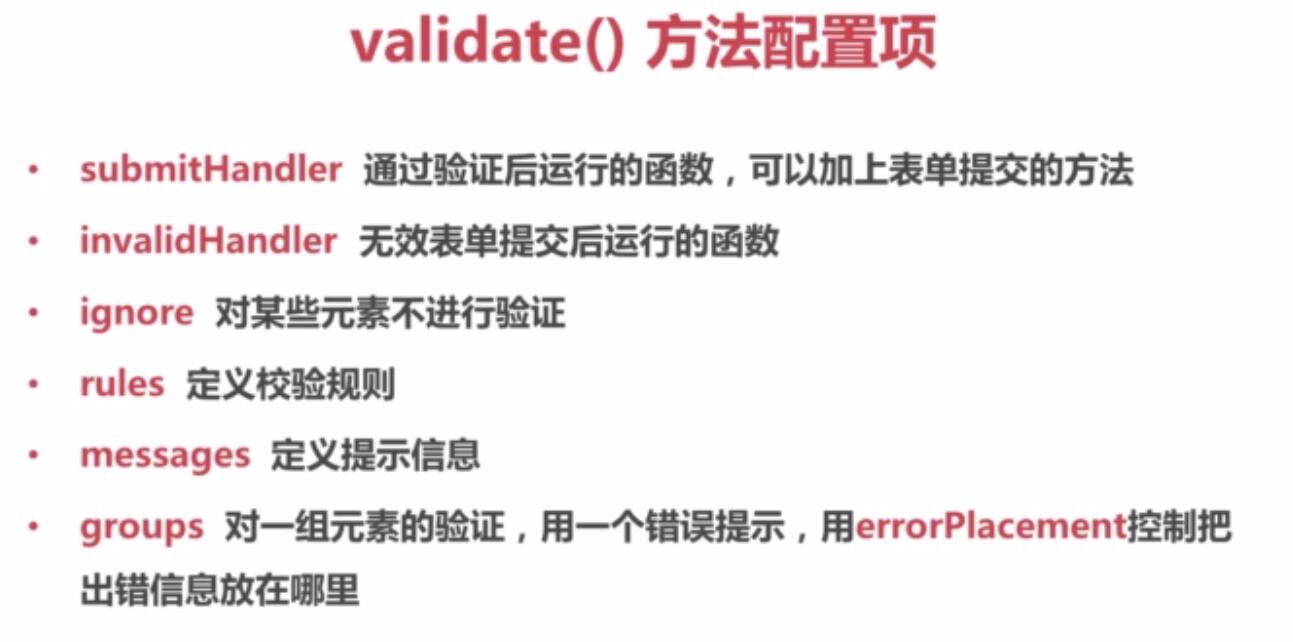 validate() 方法配置项
• submitHandler 通过验证后运行的函数，可以加上表单提交的方法
• invalidHandler 无效表单提交后运行的函数
• ignore 对某些元素不进行验证
• rules 定义校验规则
• messages 定义提示信息
• groups 对一组元素的验证，用一个错误提示，用errorPlacement控制把
出错信息放在哪里